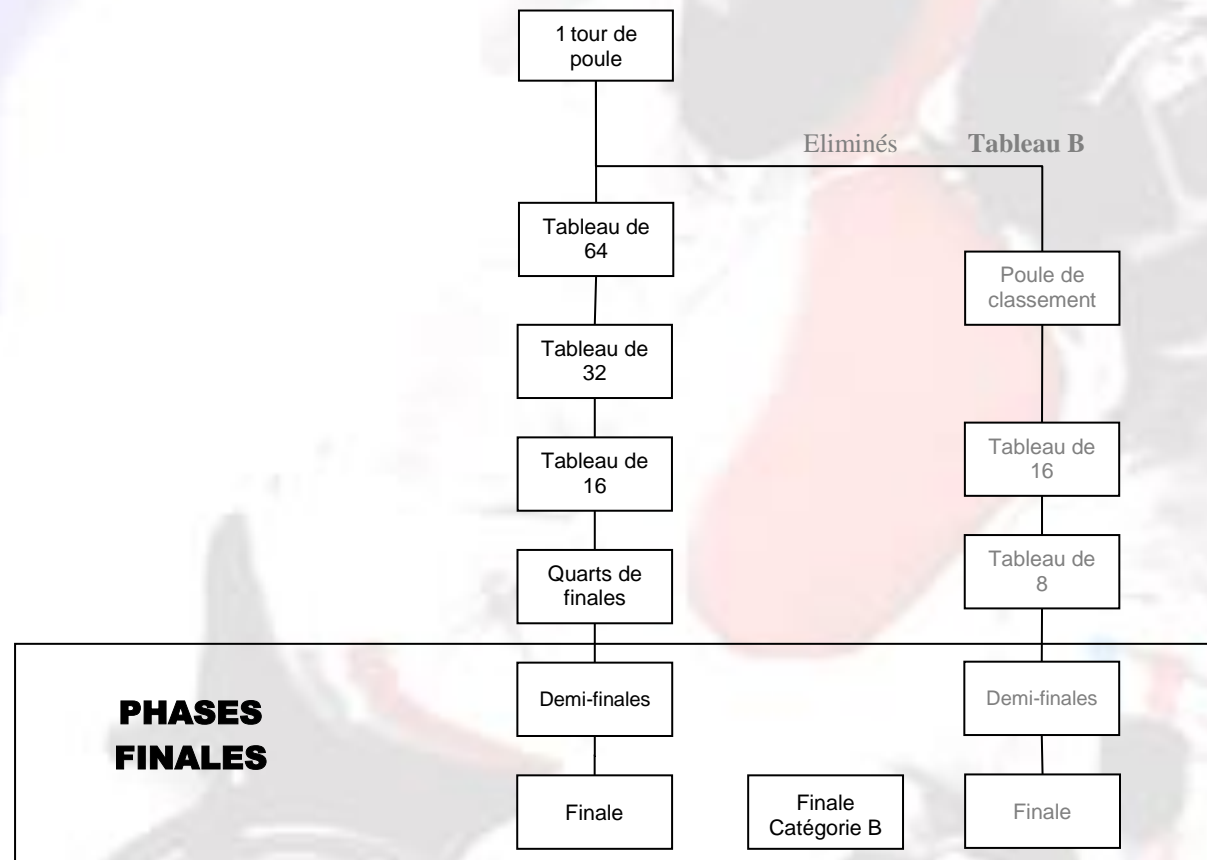 1 tour de
poule
Eliminés
Tableau B
Tableau de
64
Poule de
classement
Tableau de
32
Tableau de
16
Tableau de
16
Quarts de
finales
Tableau de
8
PHASES
FINALES
Demi-finales
Demi-finales
Finale
Finale
Catégorie B
Finale